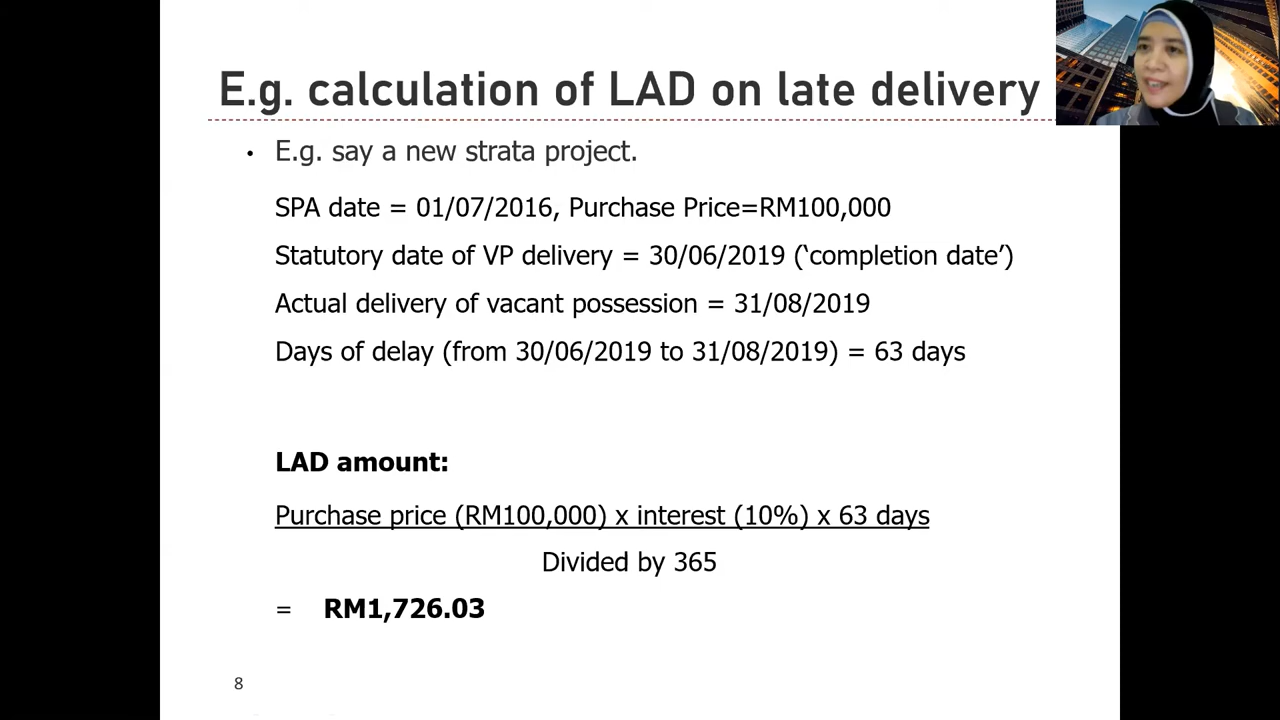 E.g. calculation of LAD on late delivery
• E.g. say a new strata project.
SPA date = 01/07/2016, Purchase Price=RM100,000
Statutory date of VP delivery = 30/06/2019 (‘completion date’)
Actual delivery of vacant possession = 31/08/2019
Days of delay (from 30/06/2019 to 31/08/2019) = 63 days
LAD amount:
Purchase price (RM100,000) x interest (10%) x 63 days
Divided by 365
= RM1,726.03
8